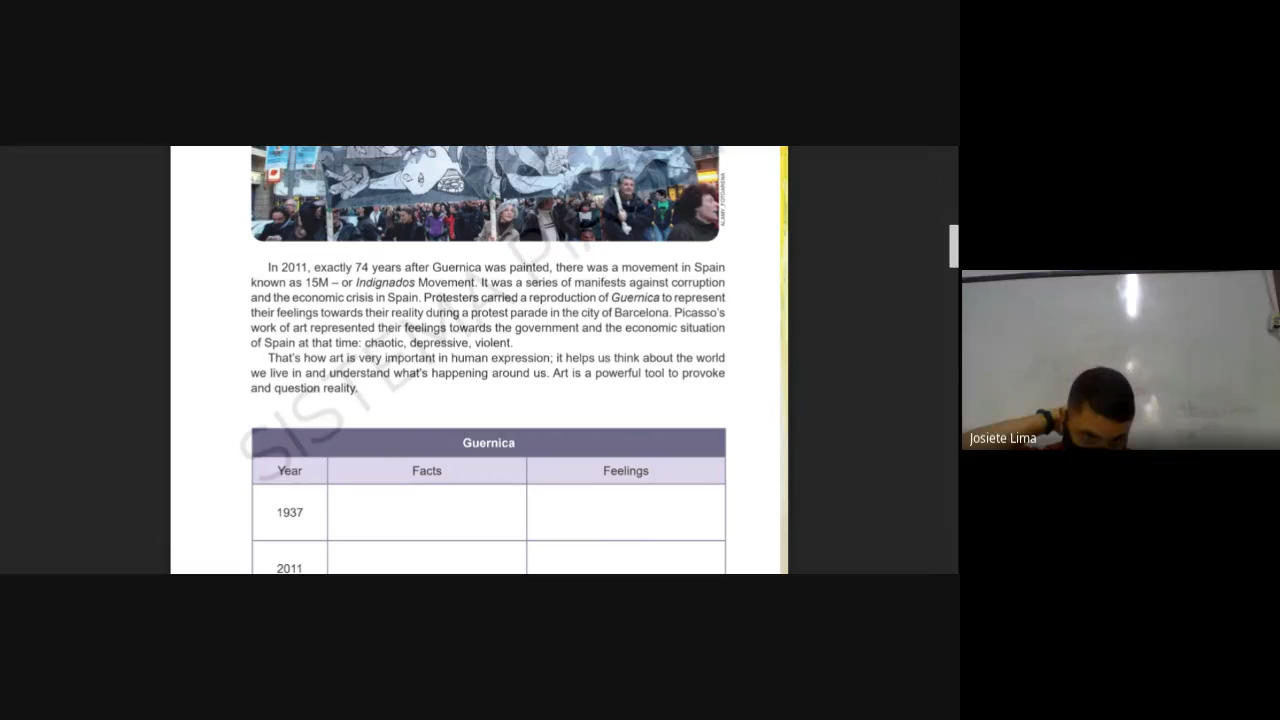 ALAMY_FOTOARENA
In 2011, exactly 74 years after Guernica was painted, there was a movement in Spain
known as 15M – or Indignados Movement. It was a series of manifests against corruption
and the economic crisis in Spain. Protesters carried a reproduction of Guernica to represent
their feelings towards their reality during a protest parade in the city of Barcelona. Picasso's
work of art represented their feelings towards the government and the economic situation
of Spain at that time: chaotic, depressive, violent.
That's how art is very important in human expression; it helps us think about the world
we live in and understand what's happening around us. Art is a powerful tool to provoke
and question reality.
SISTEMA
Guernica
Year Facts Feelings
1937
2011
Josiete Lima